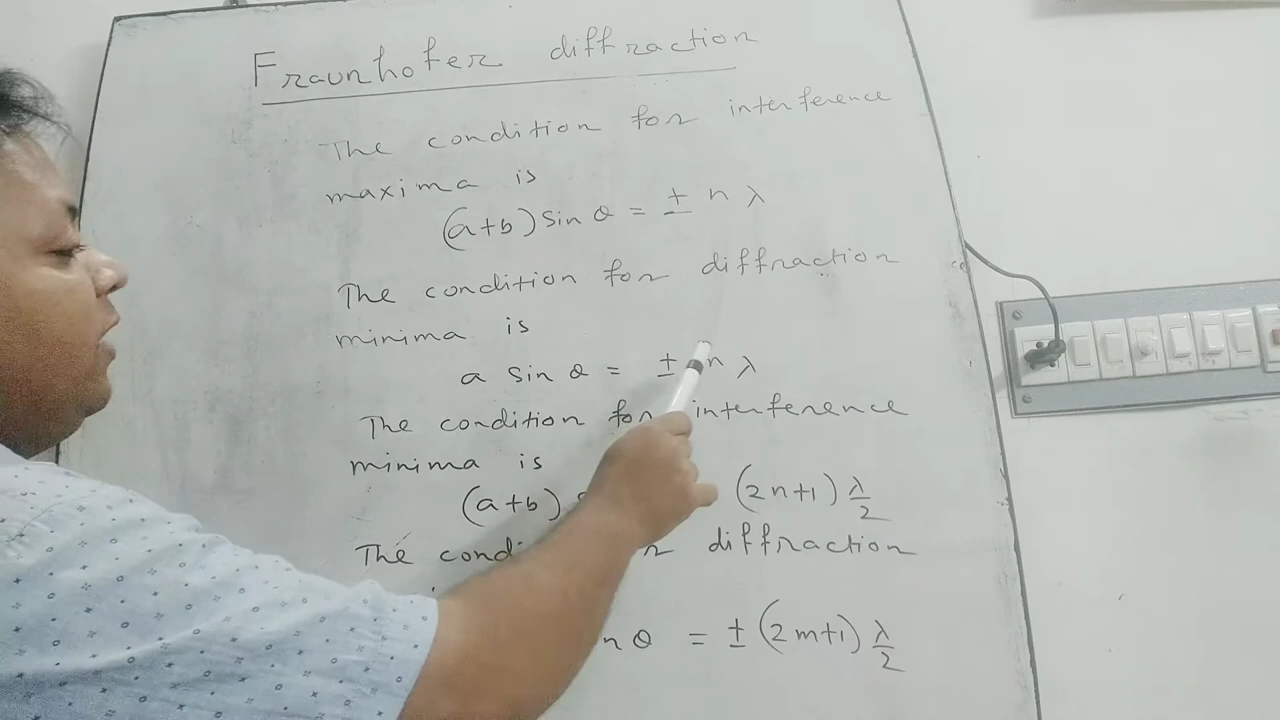 Fraunhofer diffraction
The condition for interference
maxima is
(a+b) sin θ = ± n λ
The condition for diffraction
minima is
a sin θ = ± λ
The condition for interference
minima is
(a+b) (2n+1) λ/2
The diffraction
θ = ± (2m+1) λ/2